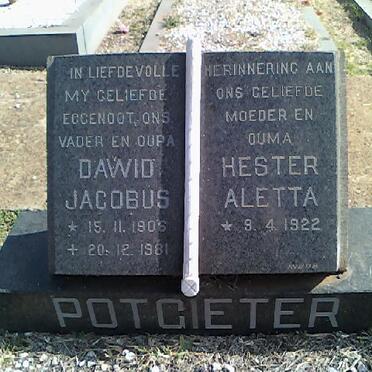 IN LIEFDEVOLLE
MY GELIEFDE
EGGENOOT, ONS
VADER EN OUPA
DAWID
JACOBUS
* 15.11.1906
+ 20.12.1981
HERINNERING AAN
ONS GELIEFDE
MOEDER EN
OUMA
HESTER
ALETTA
* 9.4.1922
POTGIETER